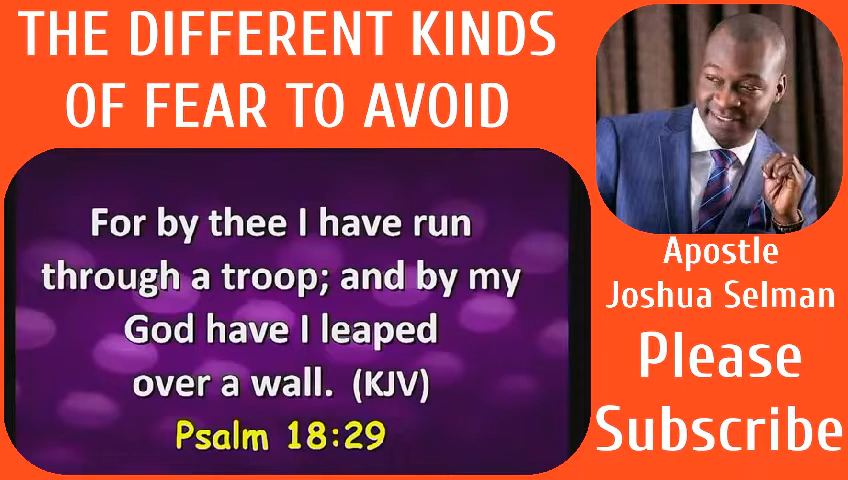 THE DIFFERENT KINDS
OF FEAR TO AVOID
For by thee I have run
through a troop; and by my
God have I leaped
over a wall. (KJV)
Psalm 18:29
Apostle
Joshua Selman
Please
Subscribe